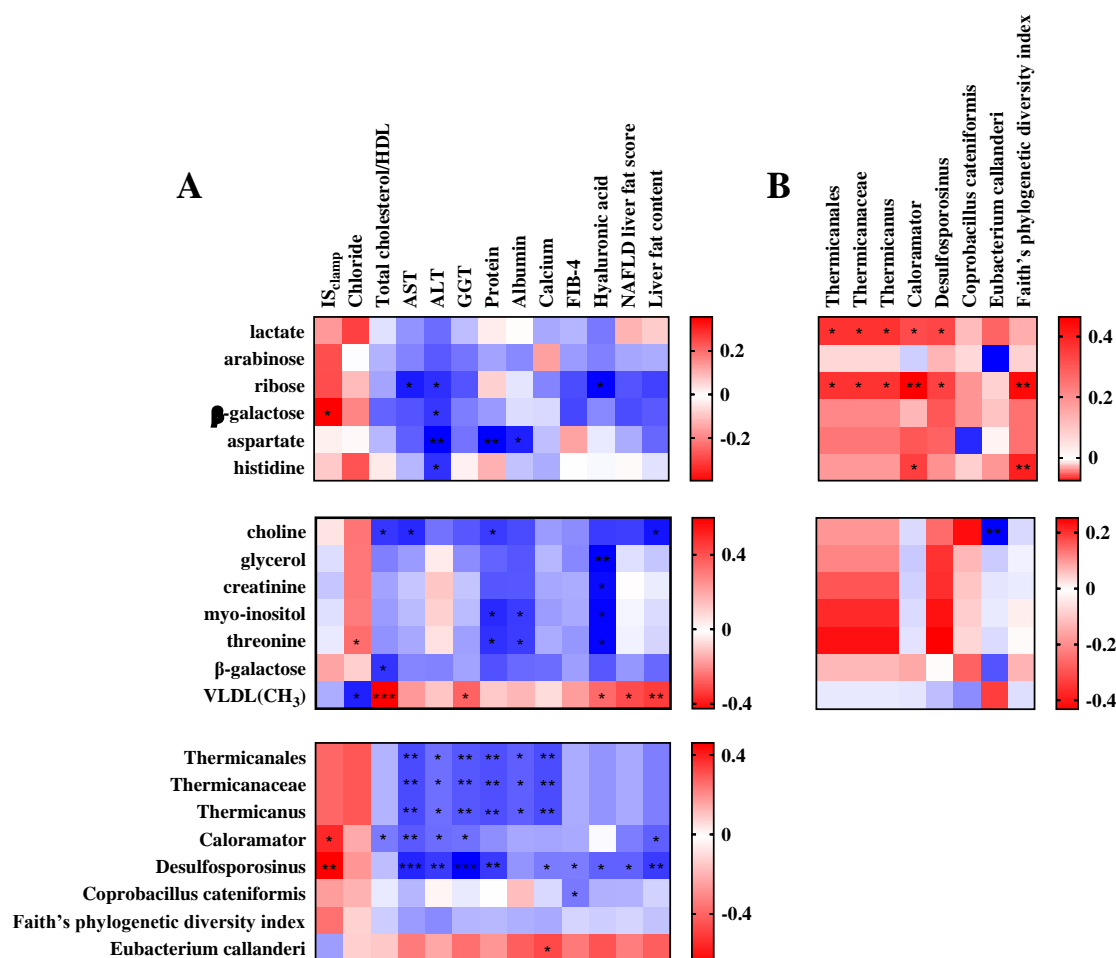 A
B
ISclamp
Chloride
Total cholesterol/HDL
AST
ALT
GGT
Protein
Albumin
Calcium
FIB-4
Hyaluronic acid
NAFLD liver fat score
Liver fat content
Thermicanales
Thermicanaceae
Thermicanus
Caloramator
Desulfosporosinus
Coprobacillus cateniformis
Eubacterium callanderi
Faith's phylogenetic diversity index
lactate * * * * *
arabinose
ribose * * * * * * ** * **
β-galactose * *
aspartate ** ** *
histidine * * **
0.2
0
-0.2
0.4
0.2
0
choline * * * * **
glycerol **
creatinine *
myo-inositol * * *
threonine * * * *
β-galactose *
VLDL(CH3) * *** * * * **
0.4
0
-0.4
0.2
0
-0.2
-0.4
Thermicanales ** * ** ** * **
Thermicanaceae ** * ** ** * **
Thermicanus ** * ** ** * **
Caloramator * * ** * * *
Desulfosporosinus ** *** ** *** ** * * * * **
Coprobacillus cateniformis *
Faith's phylogenetic diversity index
Eubacterium callanderi *
0.4
0
-0.4